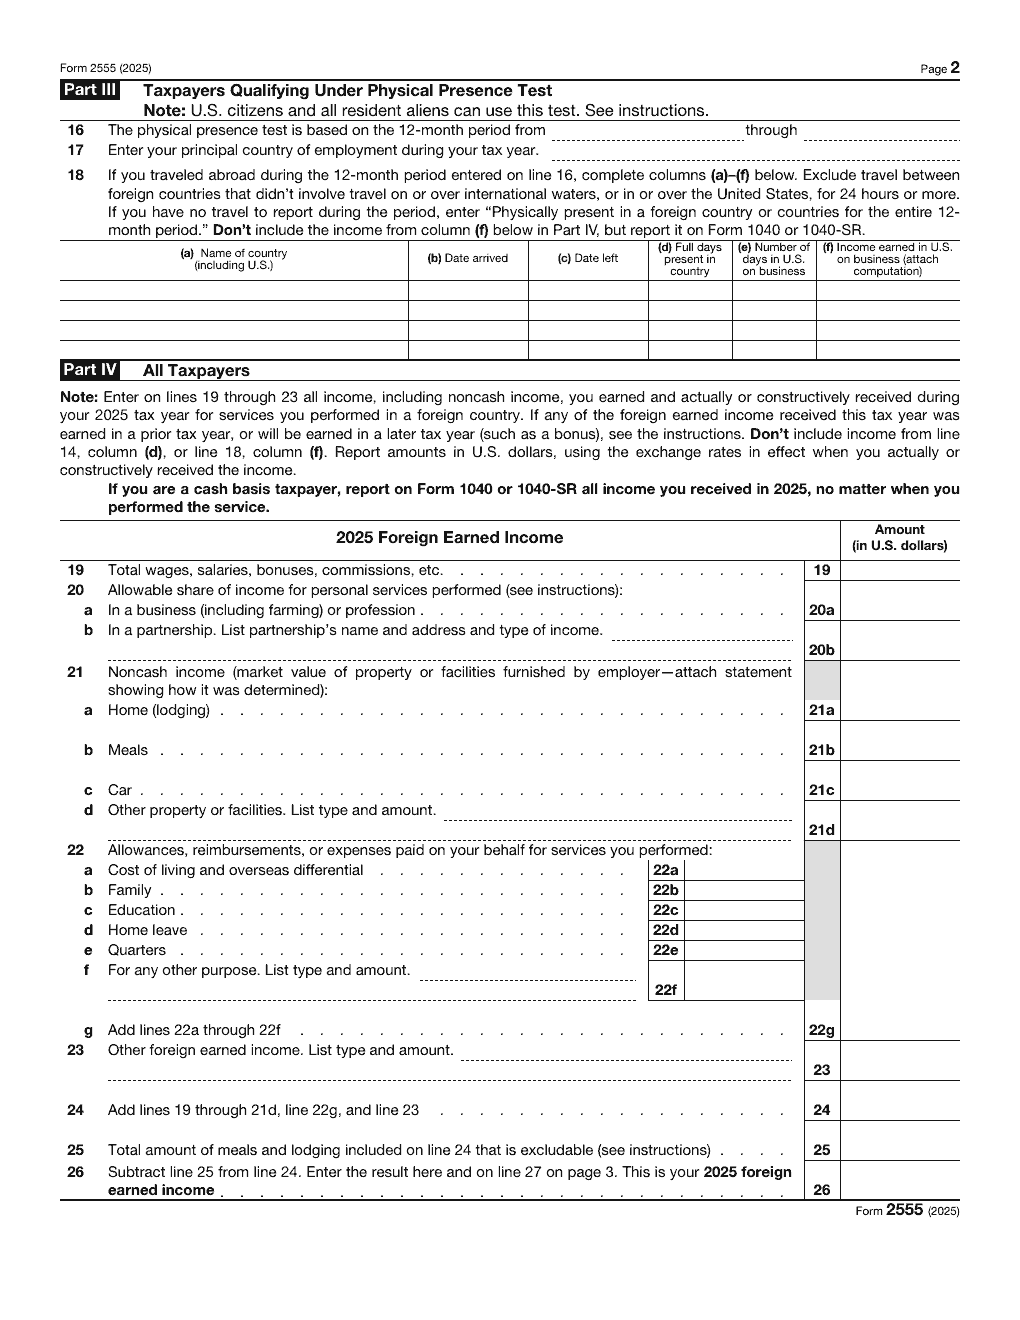 Form 2555 (2025) Page 2
Part III Taxpayers Qualifying Under Physical Presence Test
Note: U.S. citizens and all resident aliens can use this test. See instructions.
16 The physical presence test is based on the 12-month period from through
17 Enter your principal country of employment during your tax year.
18 If you traveled abroad during the 12-month period entered on line 16, complete columns (a)–(f) below. Exclude travel between
foreign countries that didn't involve travel on or over international waters, or in or over the United States, for 24 hours or more.
If you have no travel to report during the period, enter “Physically present in a foreign country or countries for the entire 12-
month period.” Don't include the income from column (f) below in Part IV, but report it on Form 1040 or 1040-SR.
(a) Name of country
(including U.S.)
(b) Date arrived
(c) Date left
(d) Full days
present in
country
(e) Number of
days in U.S.
on business
(f) Income earned in U.S.
on business (attach
computation)
Part IV All Taxpayers
Note: Enter on lines 19 through 23 all income, including noncash income, you earned and actually or constructively received during
your 2025 tax year for services you performed in a foreign country. If any of the foreign earned income received this tax year was
earned in a prior tax year, or will be earned in a later tax year (such as a bonus), see the instructions. Don't include income from line
14, column (d), or line 18, column (f). Report amounts in U.S. dollars, using the exchange rates in effect when you actually or
constructively received the income.
If you are a cash basis taxpayer, report on Form 1040 or 1040-SR all income you received in 2025, no matter when you
performed the service.
2025 Foreign Earned Income
Amount
(in U.S. dollars)
19 Total wages, salaries, bonuses, commissions, etc. . . . . . . . . . . . . . . . . . . 19
20 Allowable share of income for personal services performed (see instructions):
a In a business (including farming) or profession . . . . . . . . . . . . . . . . . . . 20a
b In a partnership. List partnership's name and address and type of income.
20b
21 Noncash income (market value of property or facilities furnished by employer—attach statement
showing how it was determined):
a Home (lodging) . . . . . . . . . . . . . . . . . . . . . . . . . . . . . 21a
b Meals . . . . . . . . . . . . . . . . . . . . . . . . . . . . . . . . 21b
c Car . . . . . . . . . . . . . . . . . . . . . . . . . . . . . . . . . 21c
d Other property or facilities. List type and amount.
21d
22 Allowances, reimbursements, or expenses paid on your behalf for services you performed:
a Cost of living and overseas differential . . . . . . . . . . . . . 22a
b Family . . . . . . . . . . . . . . . . . . . . . . . . 22b
c Education . . . . . . . . . . . . . . . . . . . . . . . 22c
d Home leave . . . . . . . . . . . . . . . . . . . . . . 22d
e Quarters . . . . . . . . . . . . . . . . . . . . . . . 22e
f For any other purpose. List type and amount.
22f
g Add lines 22a through 22f . . . . . . . . . . . . . . . . . . . . . . . . . 22g
23 Other foreign earned income. List type and amount.
23
24 Add lines 19 through 21d, line 22g, and line 23 . . . . . . . . . . . . . . . . . . 24
25 Total amount of meals and lodging included on line 24 that is excludable (see instructions) . . . . 25
26 Subtract line 25 from line 24. Enter the result here and on line 27 on page 3. This is your 2025 foreign
earned income . . . . . . . . . . . . . . . . . . . . . . . . . . . . . 26
Form 2555 (2025)